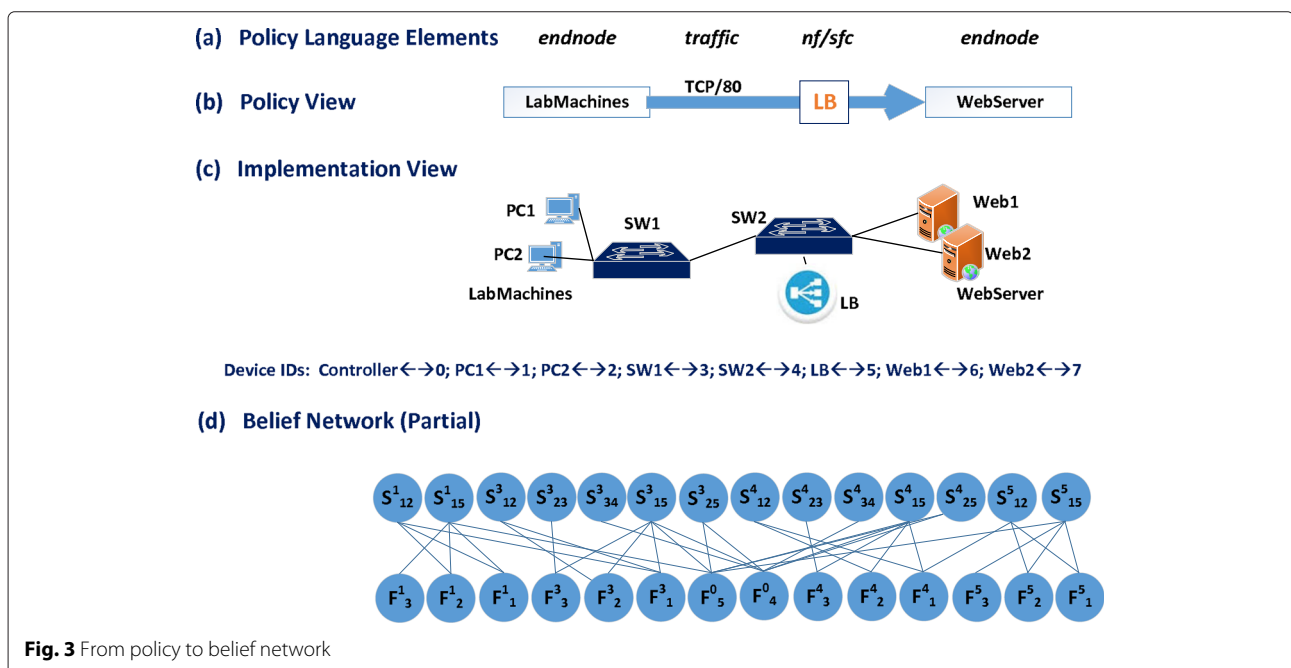 (a) Policy Language Elements endnode traffic nf/sfc endnode
TCP/80
(b) Policy View LabMachines LB WebServer
(c) Implementation View
PC1 SW1 SW2 Web1
PC2 Web2
LabMachines LB WebServer
Device IDs: Controller←→0; PC1←→1; PC2←→2; SW1←→3; SW2←→4; LB←→5; Web1←→6; Web2←→7
(d) Belief Network (Partial)
S¹₁₂ S¹₁₅ S³₁₂ S³₂₃ S³₃₄ S³₁₅ S³₂₅ S⁴₁₂ S⁴₂₃ S⁴₃₄ S⁴₁₅ S⁴₂₅ S⁵₁₂ S⁵₁₅
F¹₃ F¹₂ F¹₁ F³₃ F³₂ F³₁ F⁰₅ F⁰₄ F⁴₃ F⁴₂ F⁴₁ F⁵₃ F⁵₂ F⁵₁
Fig. 3 From policy to belief network